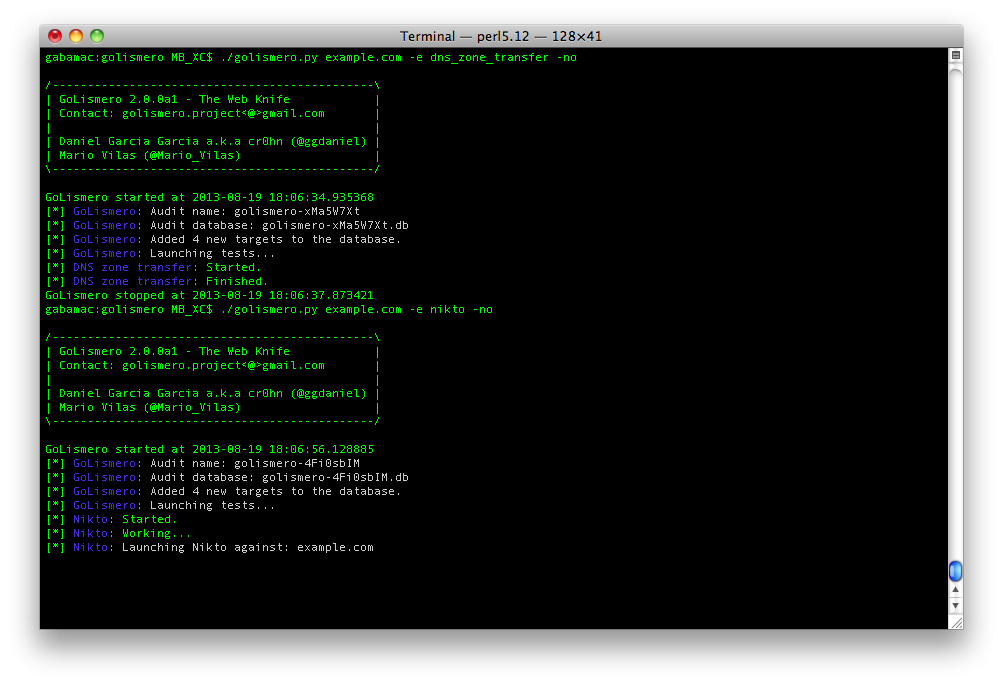 Terminal — perl5.12 — 128×41
gabamac:golismero MB_XC$ ./golismero.py example.com -e dns_zone_transfer -no
/----------------------------------------------\
| GoLismero 2.0.0a1 - The Web Knife            |
| Contact: golismero.project<@>gmail.com       |
|                                              |
| Daniel Garcia Garcia a.k.a cr0hn (@ggdaniel) |
| Mario Vilas (@Mario_Vilas)                   |
\----------------------------------------------/
GoLismero started at 2013-08-19 18:06:34.935368
[*] GoLismero: Audit name: golismero-xMa5W7Xt
[*] GoLismero: Audit database: golismero-xMa5W7Xt.db
[*] GoLismero: Added 4 new targets to the database.
[*] GoLismero: Launching tests...
[*] DNS zone transfer: Started.
[*] DNS zone transfer: Finished.
GoLismero stopped at 2013-08-19 18:06:37.873421
gabamac:golismero MB_XC$ ./golismero.py example.com -e nikto -no
/----------------------------------------------\
| GoLismero 2.0.0a1 - The Web Knife            |
| Contact: golismero.project<@>gmail.com       |
|                                              |
| Daniel Garcia Garcia a.k.a cr0hn (@ggdaniel) |
| Mario Vilas (@Mario_Vilas)                   |
\----------------------------------------------/
GoLismero started at 2013-08-19 18:06:56.128885
[*] GoLismero: Audit name: golismero-4Fi0sbIM
[*] GoLismero: Audit database: golismero-4Fi0sbIM.db
[*] GoLismero: Added 4 new targets to the database.
[*] GoLismero: Launching tests...
[*] Nikto: Started.
[*] Nikto: Working...
[*] Nikto: Launching Nikto against: example.com